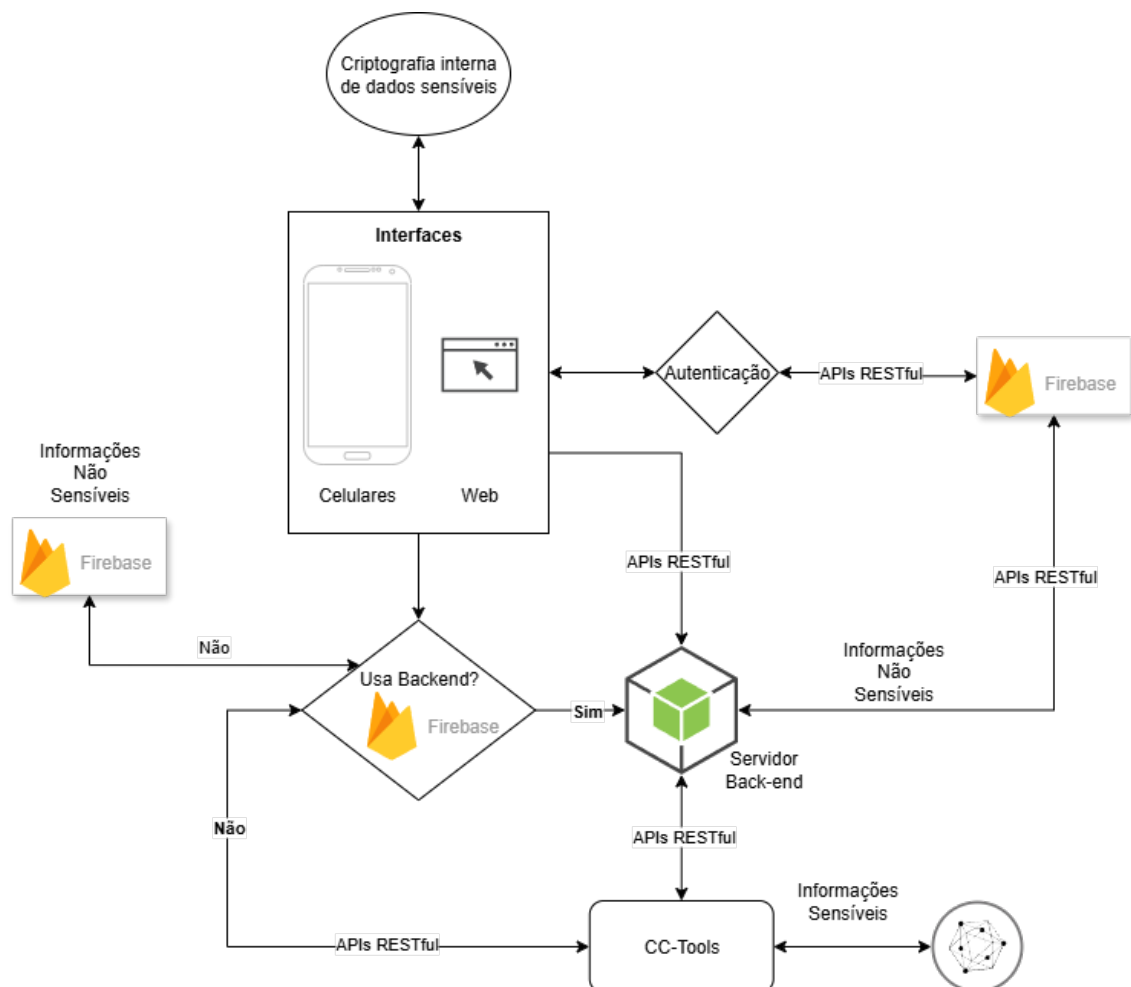 Criptografia interna
de dados sensíveis
Interfaces
Celulares
Web
Autenticação
APIs RESTful
Firebase
Informações
Não
Sensíveis
Firebase
APIs RESTful
APIs RESTful
Não
Usa Backend?
Firebase
Sim
Informações
Não
Sensíveis
Servidor
Back-end
Não
APIs RESTful
Informações
Sensíveis
APIs RESTful
CC-Tools